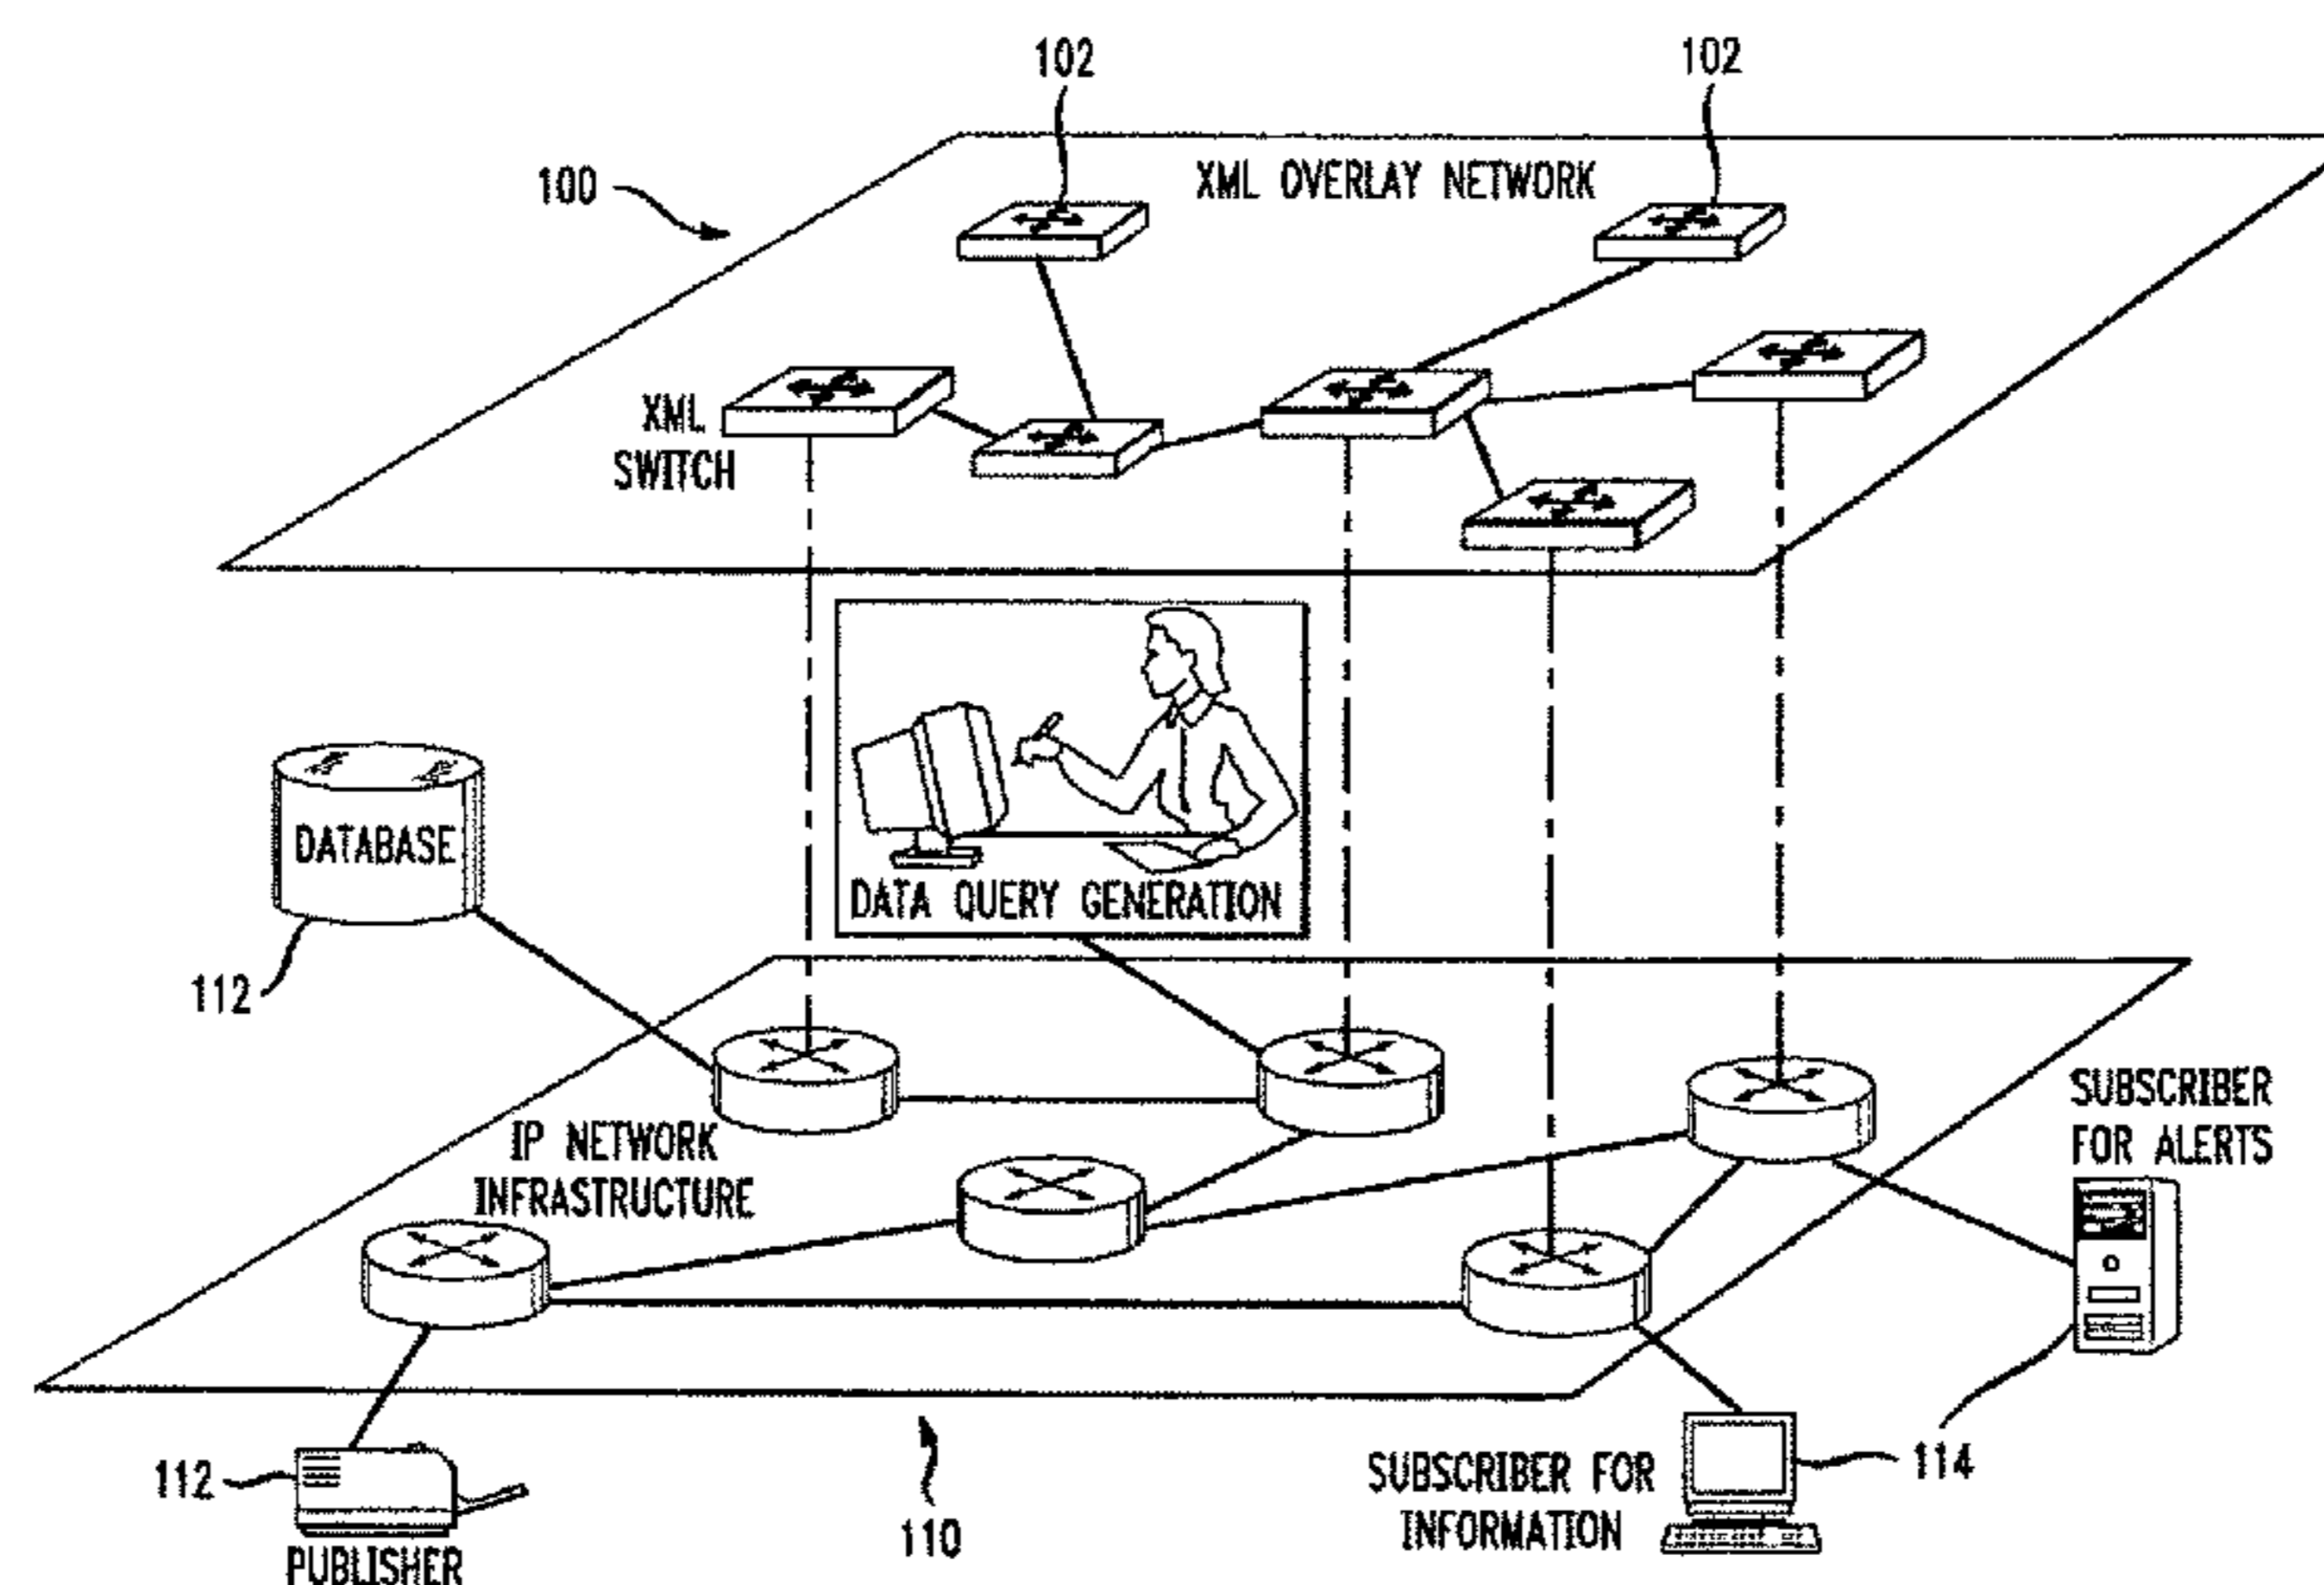 102
102
100
XML OVERLAY NETWORK
XML
SWITCH
DATABASE
DATA QUERY GENERATION
112
IP NETWORK
INFRASTRUCTURE
SUBSCRIBER
FOR ALERTS
112
PUBLISHER
110
SUBSCRIBER FOR
INFORMATION
114